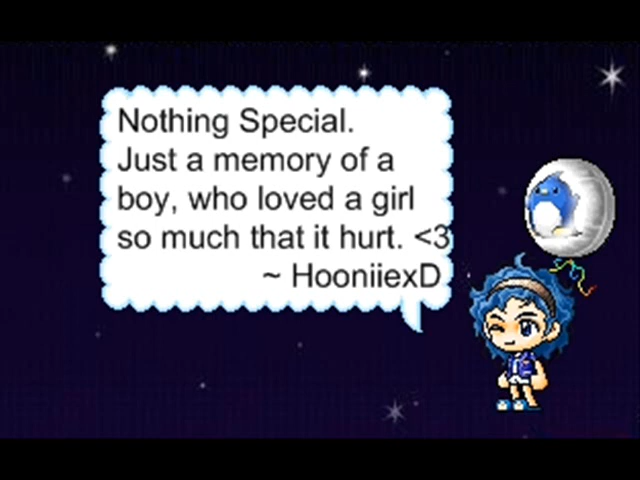 Nothing Special.
Just a memory of a
boy, who loved a girl
so much that it hurt. <3
~ HooniiexD